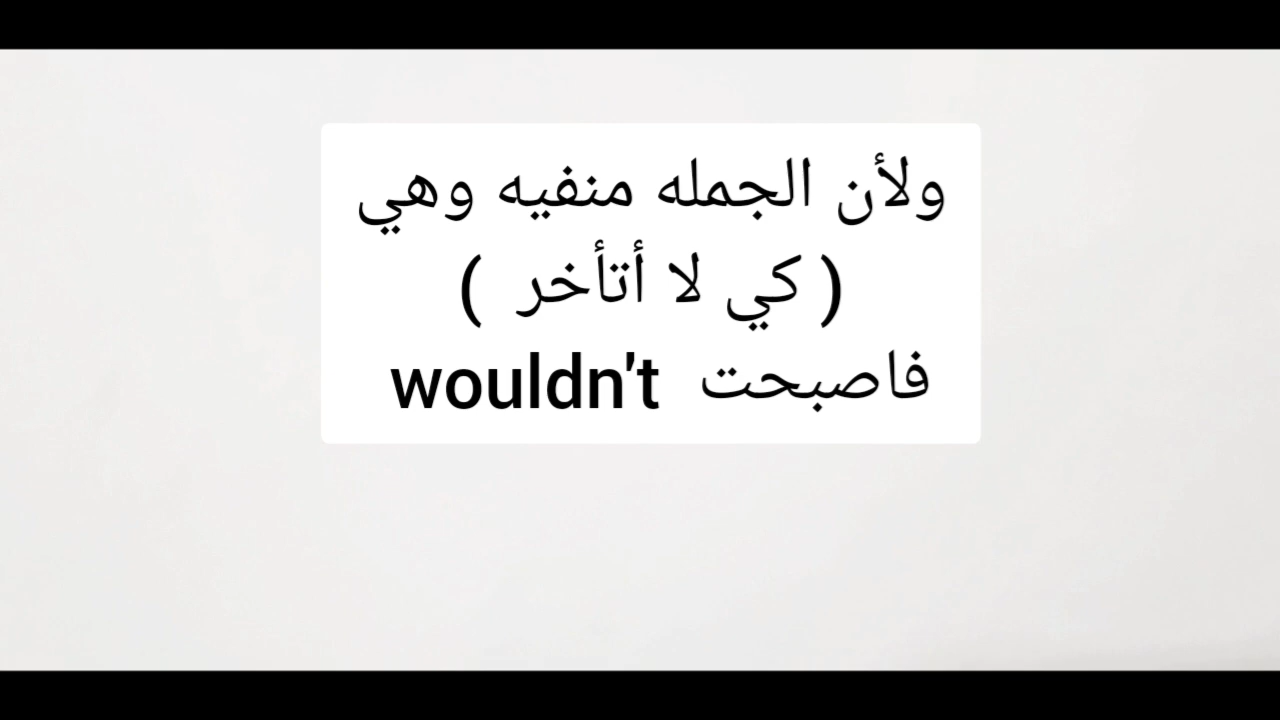 ولأن الجمله منفيه وهي
( كي لا أتأخر )
فاصبحت wouldn't